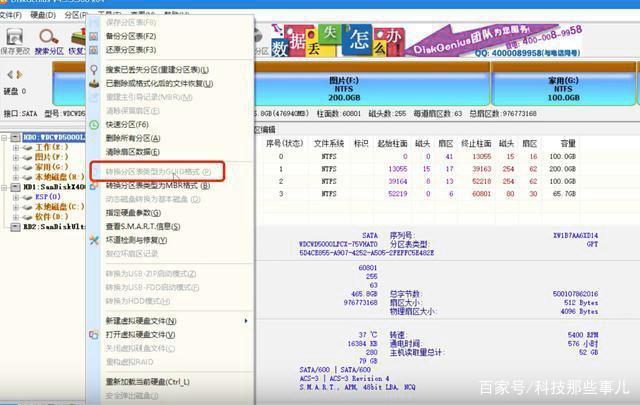 DiskGenius V4.9.3.508 x64
文件(F) 硬盘(D) 分区(P)
保存更改 搜索分区
保存分区表(F8)
备份分区表(F2)
还原分区表(F3)
搜索已丢失分区(重建分区表)(L)
已删除或格式化后的文件恢复(U)
重建主引导记录(MBR)(M)
清除保留扇区(E)
快速分区(F6)
删除所有分区(A)
清除扇区数据(E)
转换分区表类型为GUID格式(P)
转换分区表类型为MBR格式(B)
动态磁盘转换为基本磁盘(O)
指定硬盘参数(G)
查看S.M.A.R.T.信息(S)
坏道检测与修复(Y)
复位坏扇区记录
转换为USB-ZIP启动模式(Z)
转换为USB-FDD启动模式(F)
转换为HDD模式(H)
新建虚拟硬盘文件(N)
打开虚拟硬盘文件(V)
关闭虚拟硬盘文件(C)
重构虚拟RAID
重新加载当前硬盘(Ctrl_L)
安全弹出磁盘(J)
数据丢失怎么办
DiskGenius团队为您服务!
电话: 400-008-9958
QQ: 4000089958(与电话同号)
硬盘 0
图片(F:)
NTFS
200.0GB
家用(G:)
NTFS
100.0GB
接口:SATA 型号:WDCWD5000L
5.8GB(476940MB) 柱面数:60801 磁头数:255 每道扇区数:63 总扇区数:976773168
HD0:WDCWD5000L
工作(E:)
图片(F:)
家用(G:)
本地磁盘(H:)
HD1:SanDiskX400
ESP(0)
本地磁盘(C:)
软件(D:)
RD2:SanDiskUlt
区编辑
序号(状态) 文件系统 标识 起始柱面 磁头 扇区 终止柱面 磁头 扇区 容量
0 NTFS 0 0 41 13055 15 16 100.0GB
1 NTFS 13055 15 17 39163 254 62 200.0GB
2 NTFS 39164 8 13 52218 254 62 100.0GB
3 NTFS 52219 0 6 60801 80 30 65.7GB
SATA 序列号: XW1B7AA6XD14
WDCWD5000LPCX-75VHAT0 分区表类型: GPT
5D4CE855-A907-4252-A505-2FEFFC5E482E
60801
255
63
465.8GB 总字节数: 500107862016
976773168 扇区大小: 512 Bytes
物理扇区大小: 4096 Bytes
37 ℃ 转速: 5400 RPM
16384 KB 通电时间: 576 小时
280 主机读取量总计: 52 GB
79
SATA/600 | SATA/600
ACS-3 | ACS-3 Revision 4
S.M.A.R.T., APM, 48bit LBA, NCQ
百家号/科技那些事儿